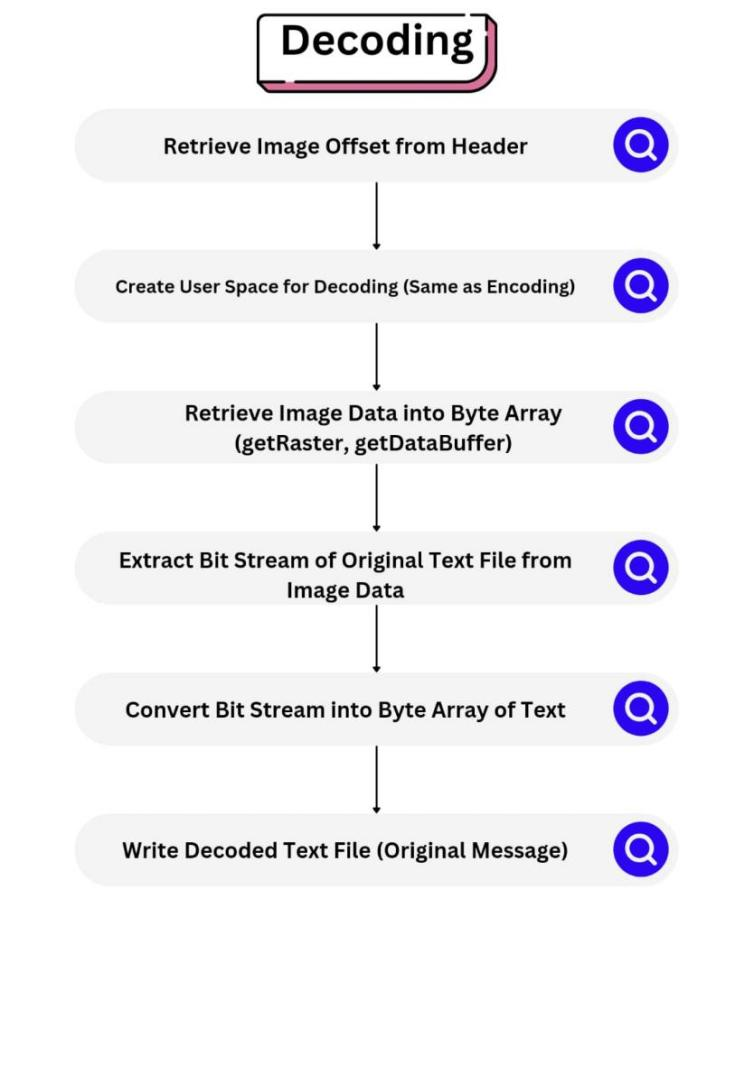 Decoding
Retrieve Image Offset from Header
Create User Space for Decoding (Same as Encoding)
Retrieve Image Data into Byte Array
(getRaster, getDataBuffer)
Extract Bit Stream of Original Text File from
Image Data
Convert Bit Stream into Byte Array of Text
Write Decoded Text File (Original Message)